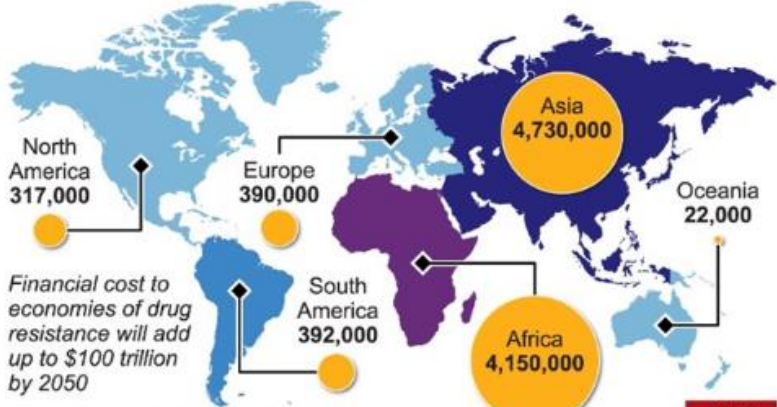 Asia
4,730,000
North
America
317,000
Europe
390,000
Oceania
22,000
Financial cost to
economies of drug
resistance will add
up to $100 trillion
by 2050
South
America
392,000
Africa
4,150,000